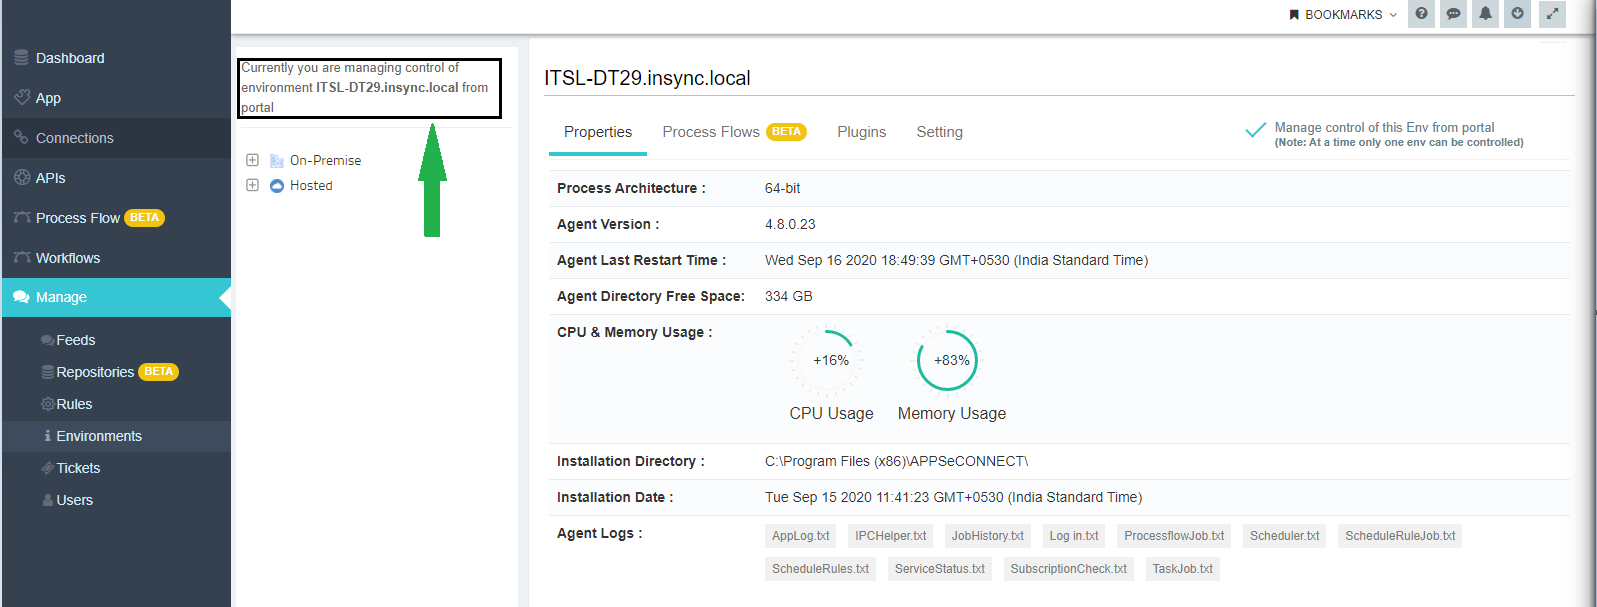 BOOKMARKS
Dashboard
App
Connections
APIs
Process Flow BETA
Workflows
Manage
Feeds
Repositories BETA
Rules
Environments
Tickets
Users
Currently you are managing control of
environment ITSL-DT29.insync.local from
portal
On-Premise
Hosted
ITSL-DT29.insync.local
Properties Process Flows BETA Plugins Setting
Manage control of this Env from portal
(Note: At a time only one env can be controlled)
Process Architecture : 64-bit
Agent Version : 4.8.0.23
Agent Last Restart Time : Wed Sep 16 2020 18:49:39 GMT+0530 (India Standard Time)
Agent Directory Free Space: 334 GB
CPU & Memory Usage :
+16% +83%
CPU Usage Memory Usage
Installation Directory : C:\Program Files (x86)\APPSeCONNECT\
Installation Date : Tue Sep 15 2020 11:41:23 GMT+0530 (India Standard Time)
Agent Logs : AppLog.txt IPCHelper.txt JobHistory.txt Log in.txt ProcessflowJob.txt Scheduler.txt ScheduleRuleJob.txt
ScheduleRules.txt ServiceStatus.txt SubscriptionCheck.txt TaskJob.txt